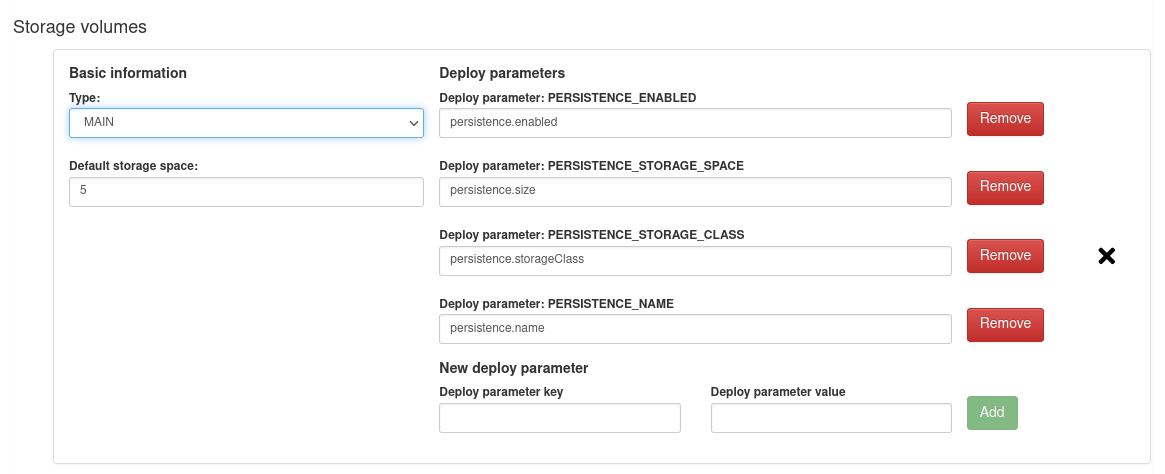 Storage volumes
Basic information
Type:
MAIN
Default storage space:
5
Deploy parameters
Deploy parameter: PERSISTENCE_ENABLED
persistence.enabled
Remove
Deploy parameter: PERSISTENCE_STORAGE_SPACE
persistence.size
Remove
Deploy parameter: PERSISTENCE_STORAGE_CLASS
persistence.storageClass
Remove
Deploy parameter: PERSISTENCE_NAME
persistence.name
Remove
New deploy parameter
Deploy parameter key
Deploy parameter value
Add